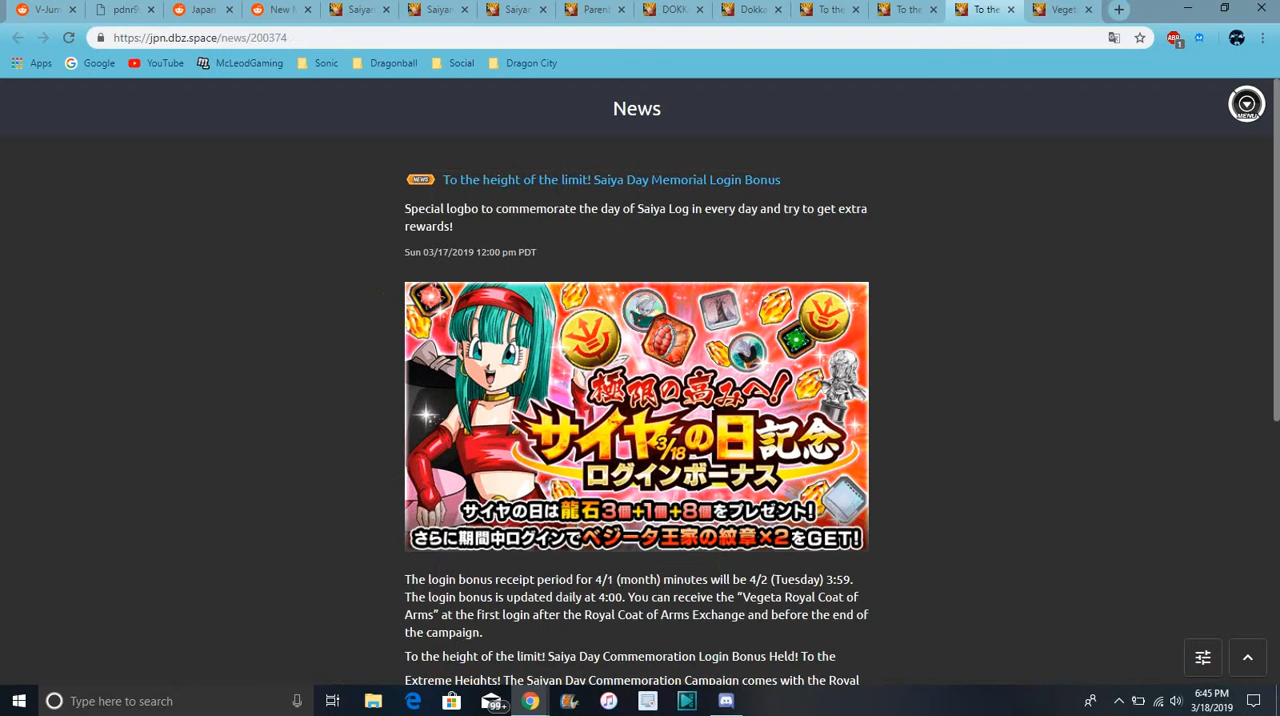 V-Jum
pdnr9
Japan
New M
Saiyan
Saiyar
Saiyar
Parent
DOKK
Dokka
To the
To the
To the
Veget
https://jpn.dbz.space/news/200374
ABP
1
Apps
Google
YouTube
McLeodGaming
Sonic
Dragonball
Social
Dragon City
News
MENU
NEWS
To the height of the limit! Saiya Day Memorial Login Bonus
Special logbo to commemorate the day of Saiya Log in every day and try to get extra
rewards!
Sun 03/17/2019 12:00 pm PDT
極限の高みへ!
サイヤの日記念
3/18
ログインボーナス
サイヤの日は龍石3個+1個+8個をプレゼント!
さらに期間中ログインでベジータ王家の紋章×2をGET!
The login bonus receipt period for 4/1 (month) minutes will be 4/2 (Tuesday) 3:59.
The login bonus is updated daily at 4:00. You can receive the "Vegeta Royal Coat of
Arms" at the first login after the Royal Coat of Arms Exchange and before the end of
the campaign.
To the height of the limit! Saiya Day Commemoration Login Bonus Held! To the
Extreme Heights! The Saiyan Day Commemoration Campaign comes with the Royal
Type here to search
99+
6:45 PM
3/18/2019